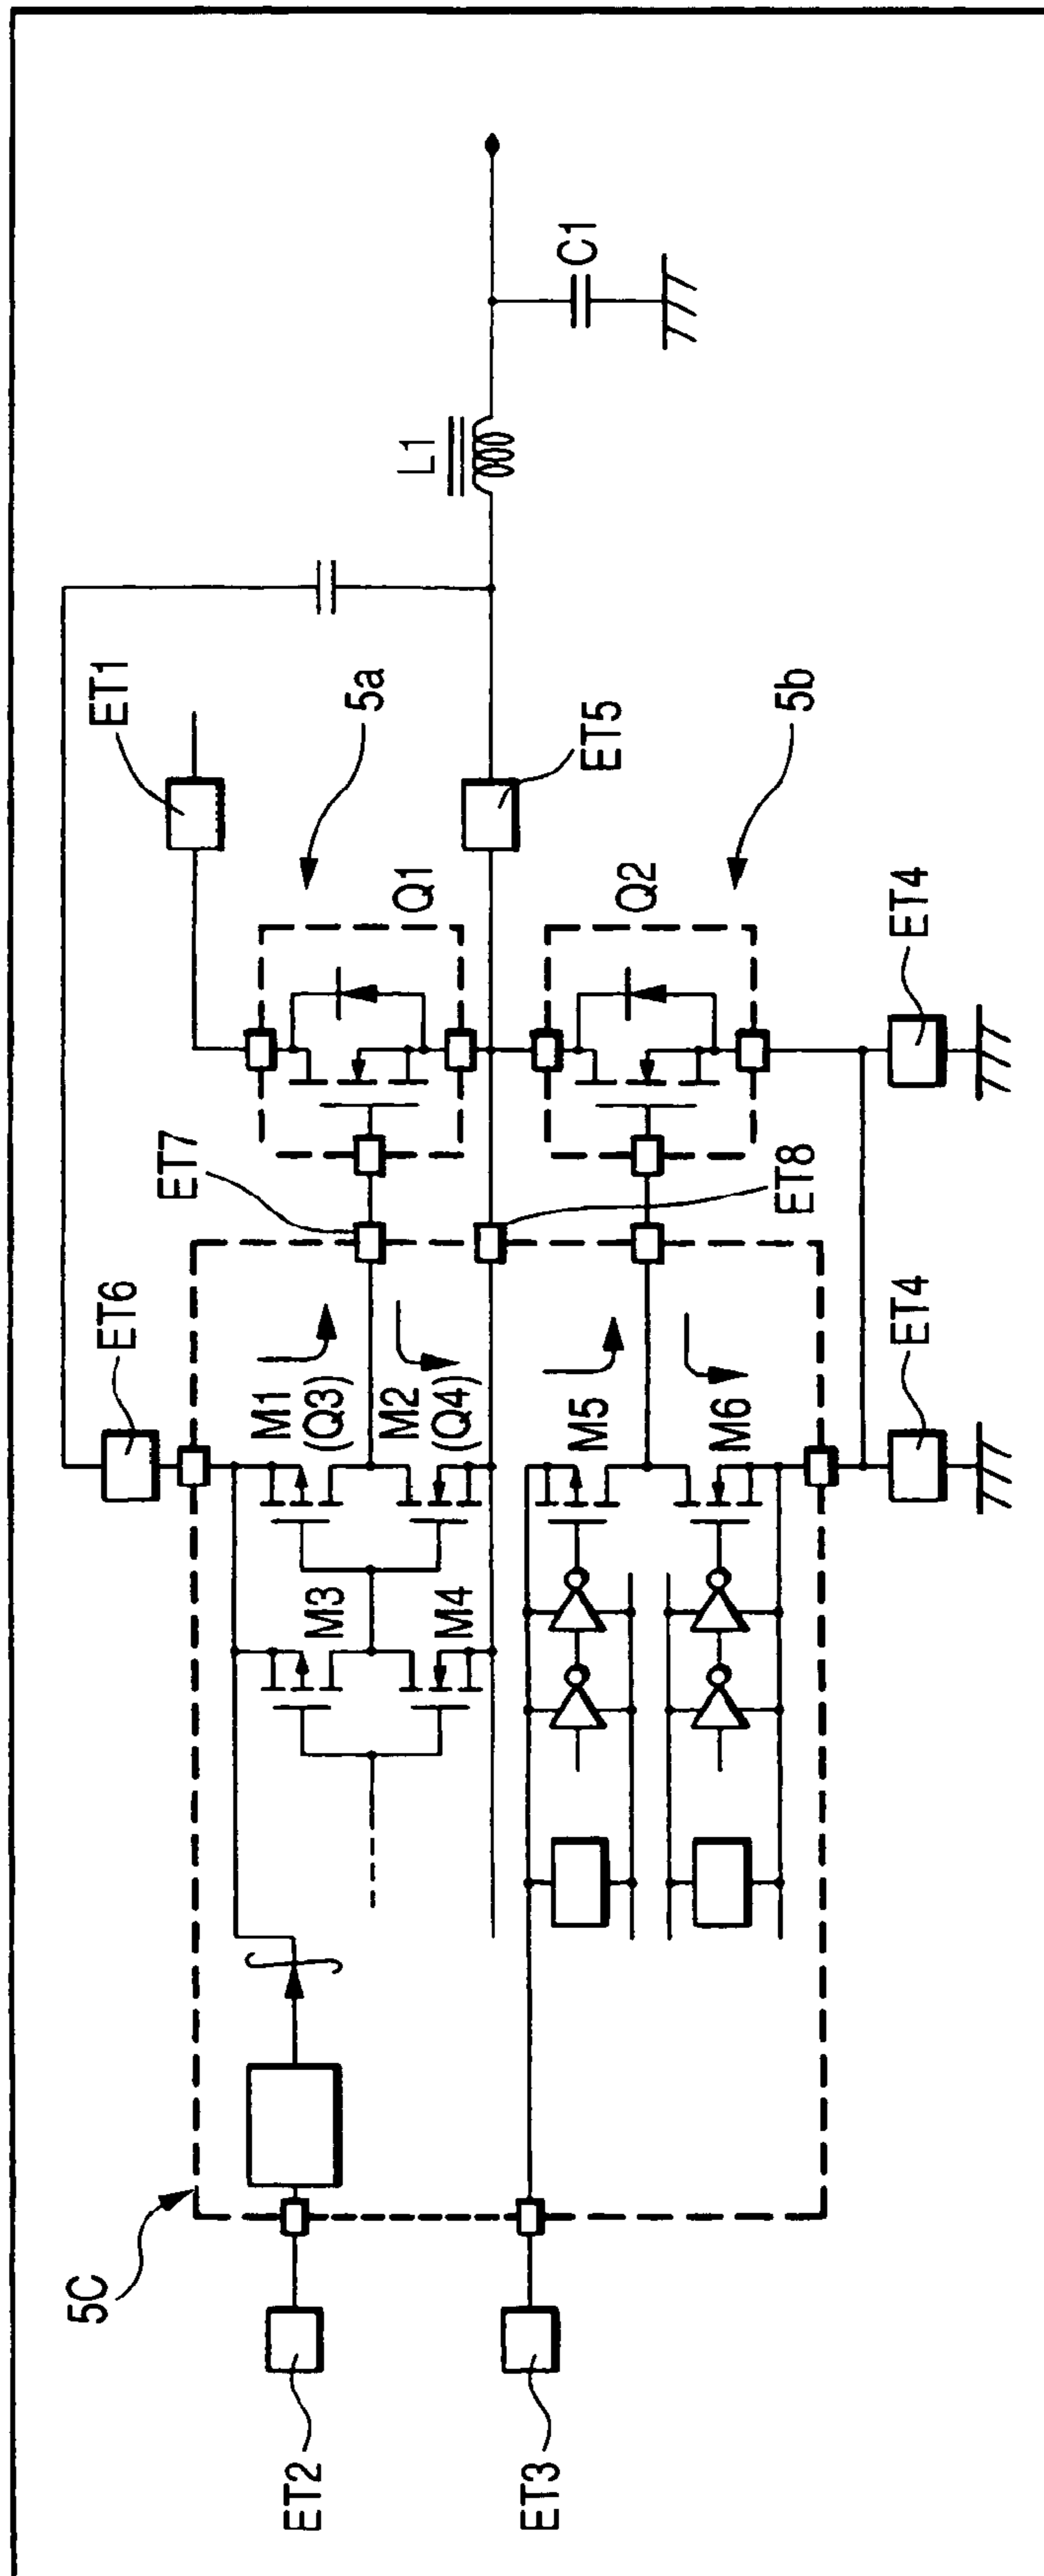 ET1
5a
L1
C1
ET5
5b
Q1
Q2
ET4
ET7
ET8
ET6
M1
(Q3)
M2
(Q4)
M5
M6
ET4
M3
M4
5C
ET2
ET3